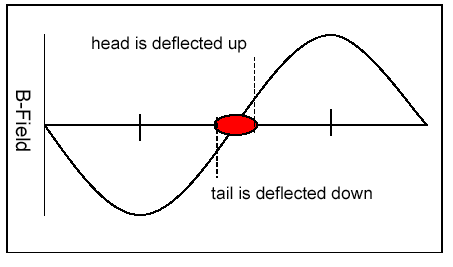 head is deflected up
B-Field
tail is deflected down